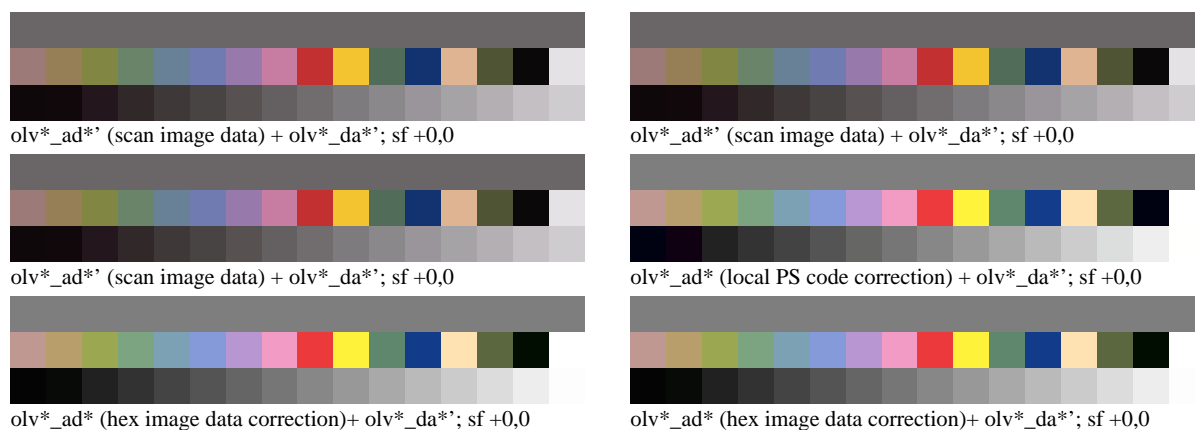 olv*_ad*’ (scan image data) + olv*_da*’; sf +0,0
olv*_ad*’ (scan image data) + olv*_da*’; sf +0,0
olv*_ad*’ (scan image data) + olv*_da*’; sf +0,0
olv*_ad* (local PS code correction) + olv*_da*’; sf +0,0
olv*_ad* (hex image data correction)+ olv*_da*’; sf +0,0
olv*_ad* (hex image data correction)+ olv*_da*’; sf +0,0